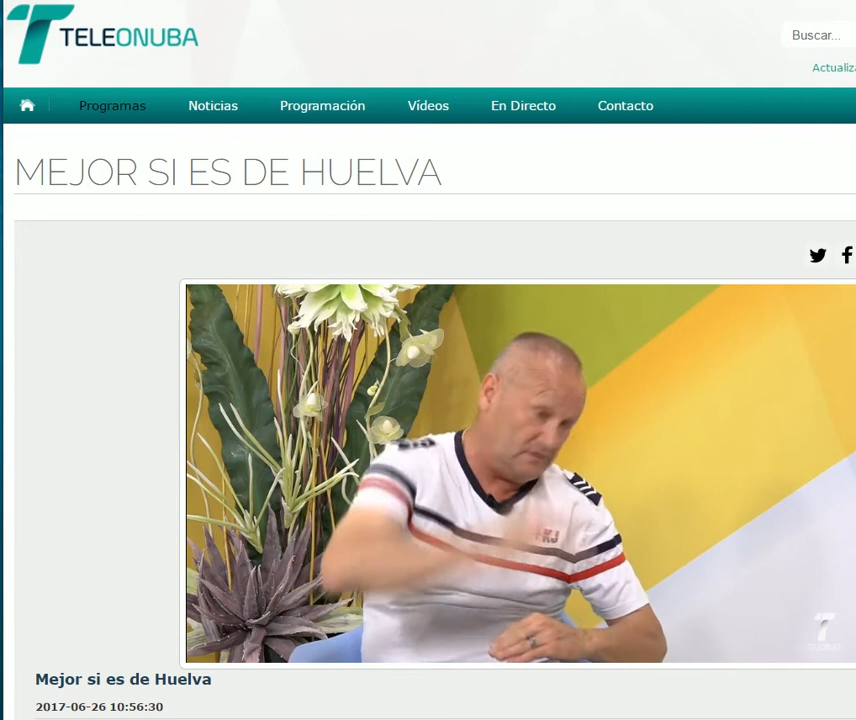 TELEONUBA
Buscar...
Actualiza
Programas Noticias Programación Vídeos En Directo Contacto
MEJOR SI ES DE HUELVA
Mejor si es de Huelva
2017-06-26 10:56:30